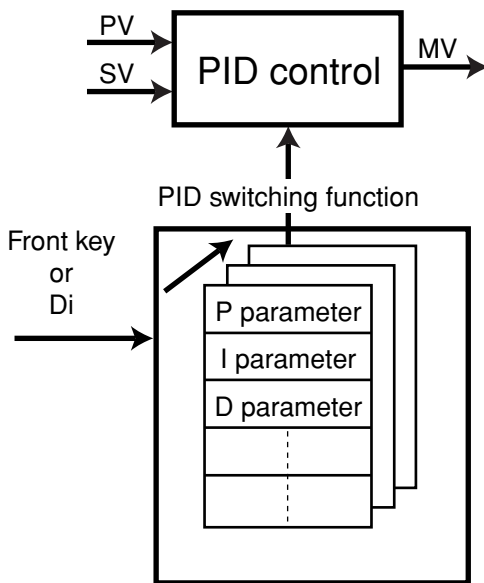 PV
SV
PID control
MV
PID switching function
Front key
or
Di
P parameter
I parameter
D parameter